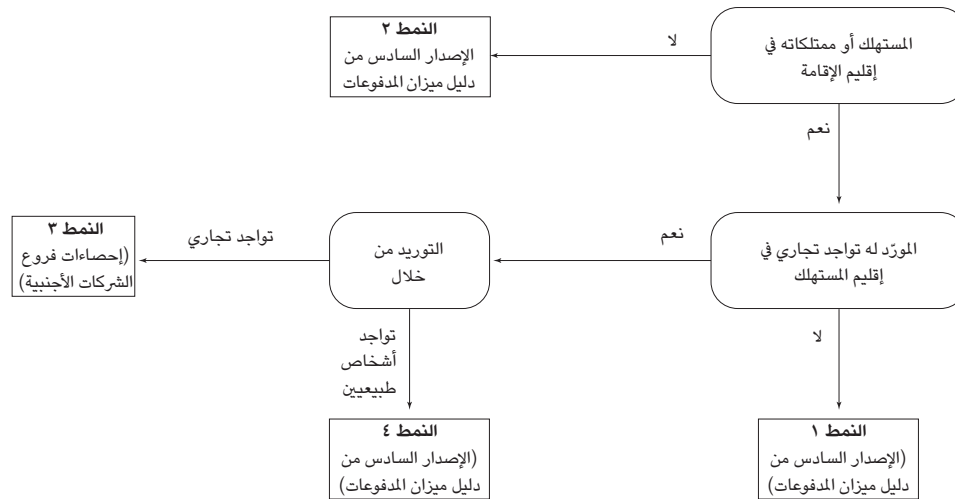 المستهلك أو ممتلكاته في
إقليم الإقامة
لا
النمط ٢
الإصدار السادس من
دليل ميزان المدفوعات
نعم
المورّد له تواجد تجاري في
إقليم المستهلك
نعم
التوريد من
خلال
تواجد تجاري
النمط ٣
(إحصاءات فروع
الشركات الأجنبية)
تواجد
أشخاص
طبيعيين
النمط ٤
(الإصدار السادس من
دليل ميزان المدفوعات)
لا
النمط ١
(الإصدار السادس من
دليل ميزان المدفوعات)